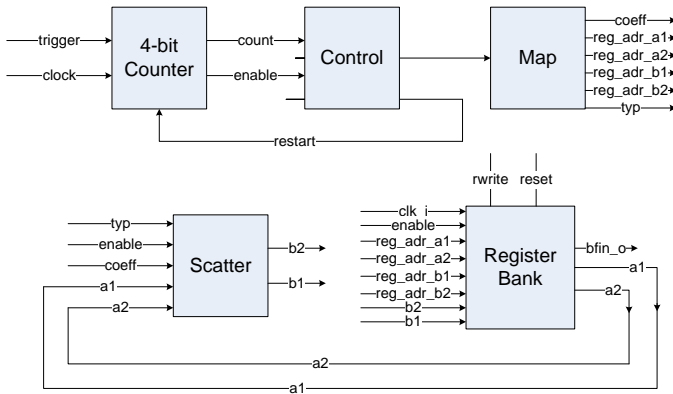 trigger
clock
4-bit
Counter
count
enable
Control
restart
Map
coeff
reg_adr_a1
reg_adr_a2
reg_adr_b1
reg_adr_b2
typ
typ
enable
coeff
a1
a2
Scatter
b2
b1
rwrite
reset
clk_i
enable
reg_adr_a1
reg_adr_a2
reg_adr_b1
reg_adr_b2
b2
b1
Register
Bank
bfin_o
a1
a2
a2
a1